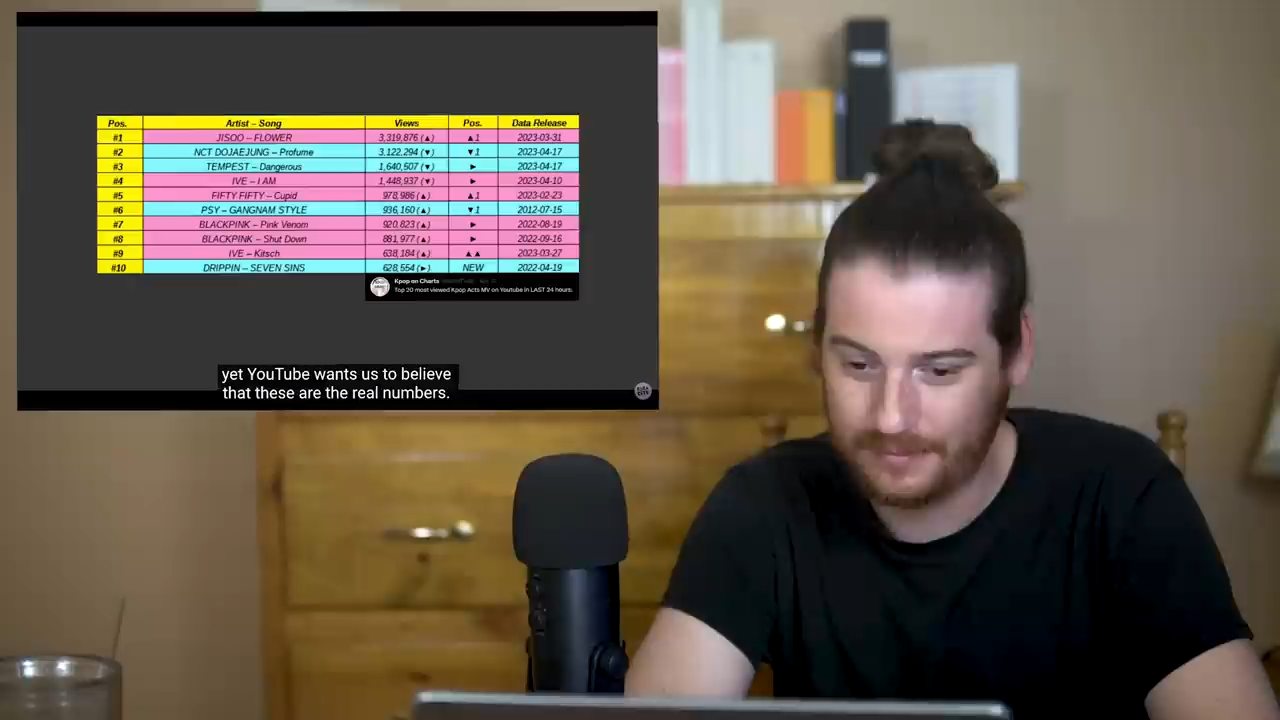 Pos. Artist – Song Views Pos. Data Release
#1 JISOO – FLOWER 3,319,876 (▲) ▲1 2023-03-31
#2 NCT DOJAEJUNG – Profume 3,122,294 (▼) ▼1 2023-04-17
#3 TEMPEST – Dangerous 1,640,507 (▼) ► 2023-04-17
#4 IVE – I AM 1,448,937 (▼) ► 2023-04-10
#5 FIFTY FIFTY – Cupid 978,986 (▲) ▲1 2023-02-23
#6 PSY – GANGNAM STYLE 936,160 (▲) ▼1 2012-07-15
#7 BLACKPINK – Pink Venom 920,823 (▲) ► 2022-08-19
#8 BLACKPINK – Shut Down 881,977 (▲) ► 2022-09-16
#9 IVE – Kitsch 638,184 (▲) ▲▲ 2023-03-27
#10 DRIPPIN – SEVEN SINS 628,554 (►) NEW 2022-04-19
Kpop on Charts
Top 20 most viewed Kpop Acts MV on Youtube in LAST 24 hours.
yet YouTube wants us to believe
that these are the real numbers.